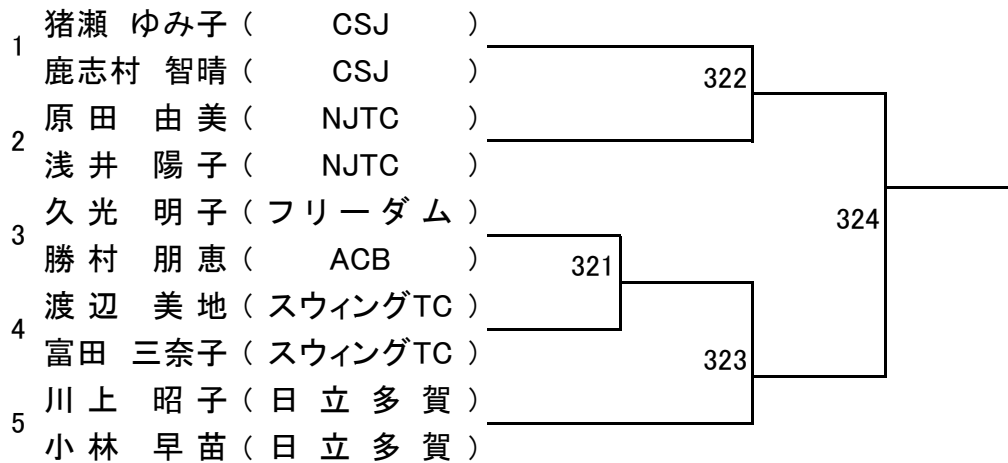 1
猪瀬 ゆみ子 ( CSJ )
鹿志村 智晴 ( CSJ )
2
原田 由美 ( NJTC )
浅井 陽子 ( NJTC )
3
久光 明子 ( フリーダム )
勝村 朋恵 ( ACB )
4
渡辺 美地 ( スウィングTC )
富田 三奈子 ( スウィングTC )
5
川上 昭子 ( 日立多賀 )
小林 早苗 ( 日立多賀 )
322
321
323
324